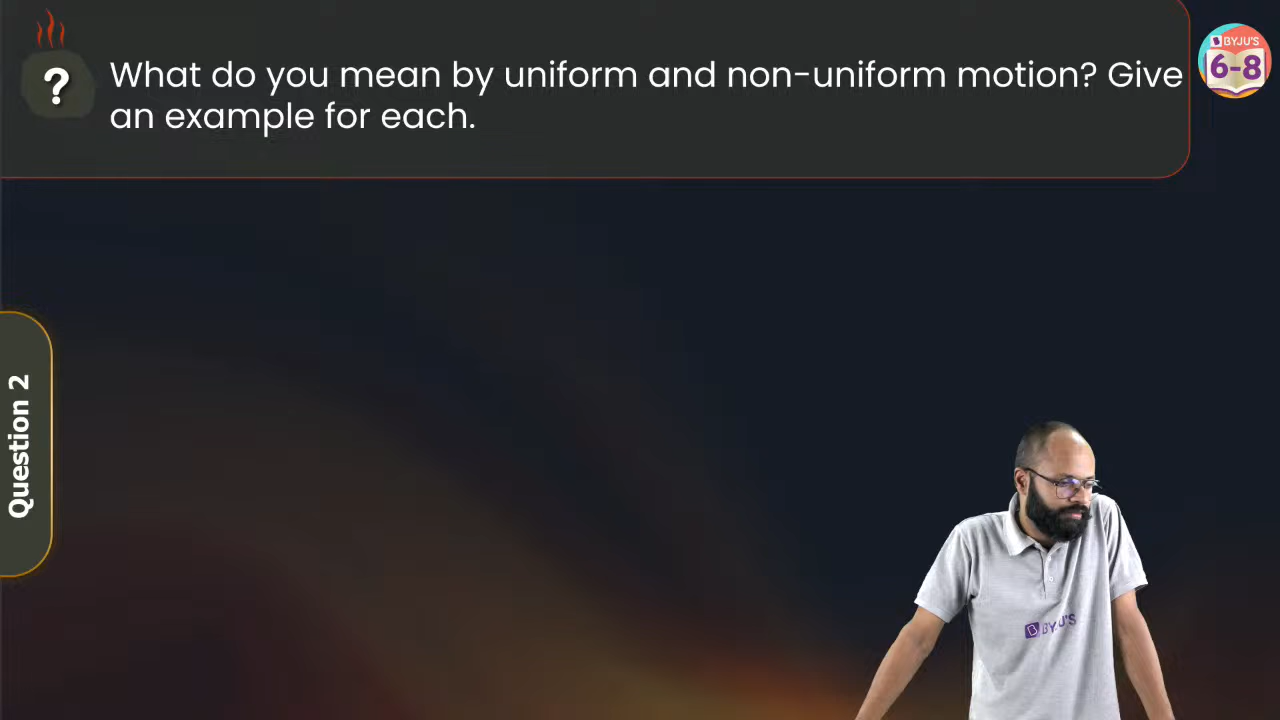 ?
What do you mean by uniform and non-uniform motion? Give
an example for each.
BYJU'S
6-8
Question 2
BYJU'S